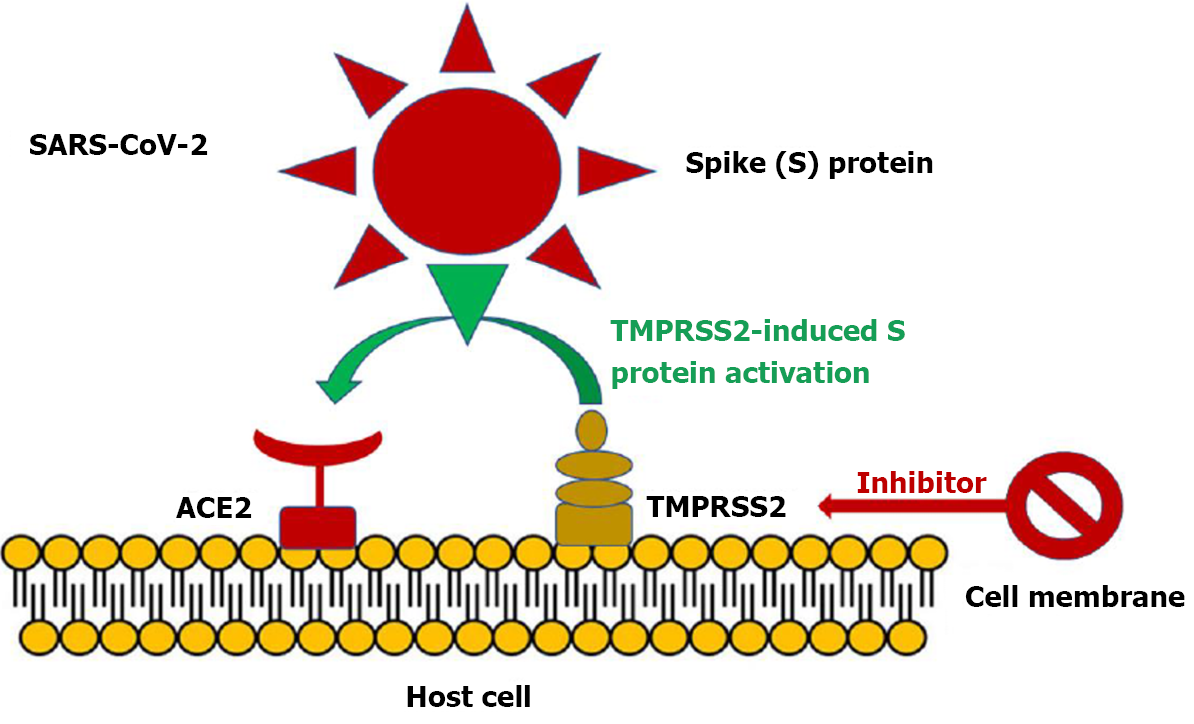 SARS-CoV-2
Spike (S) protein
TMPRSS2-induced S
protein activation
Inhibitor
ACE2
TMPRSS2
Cell membrane
Host cell